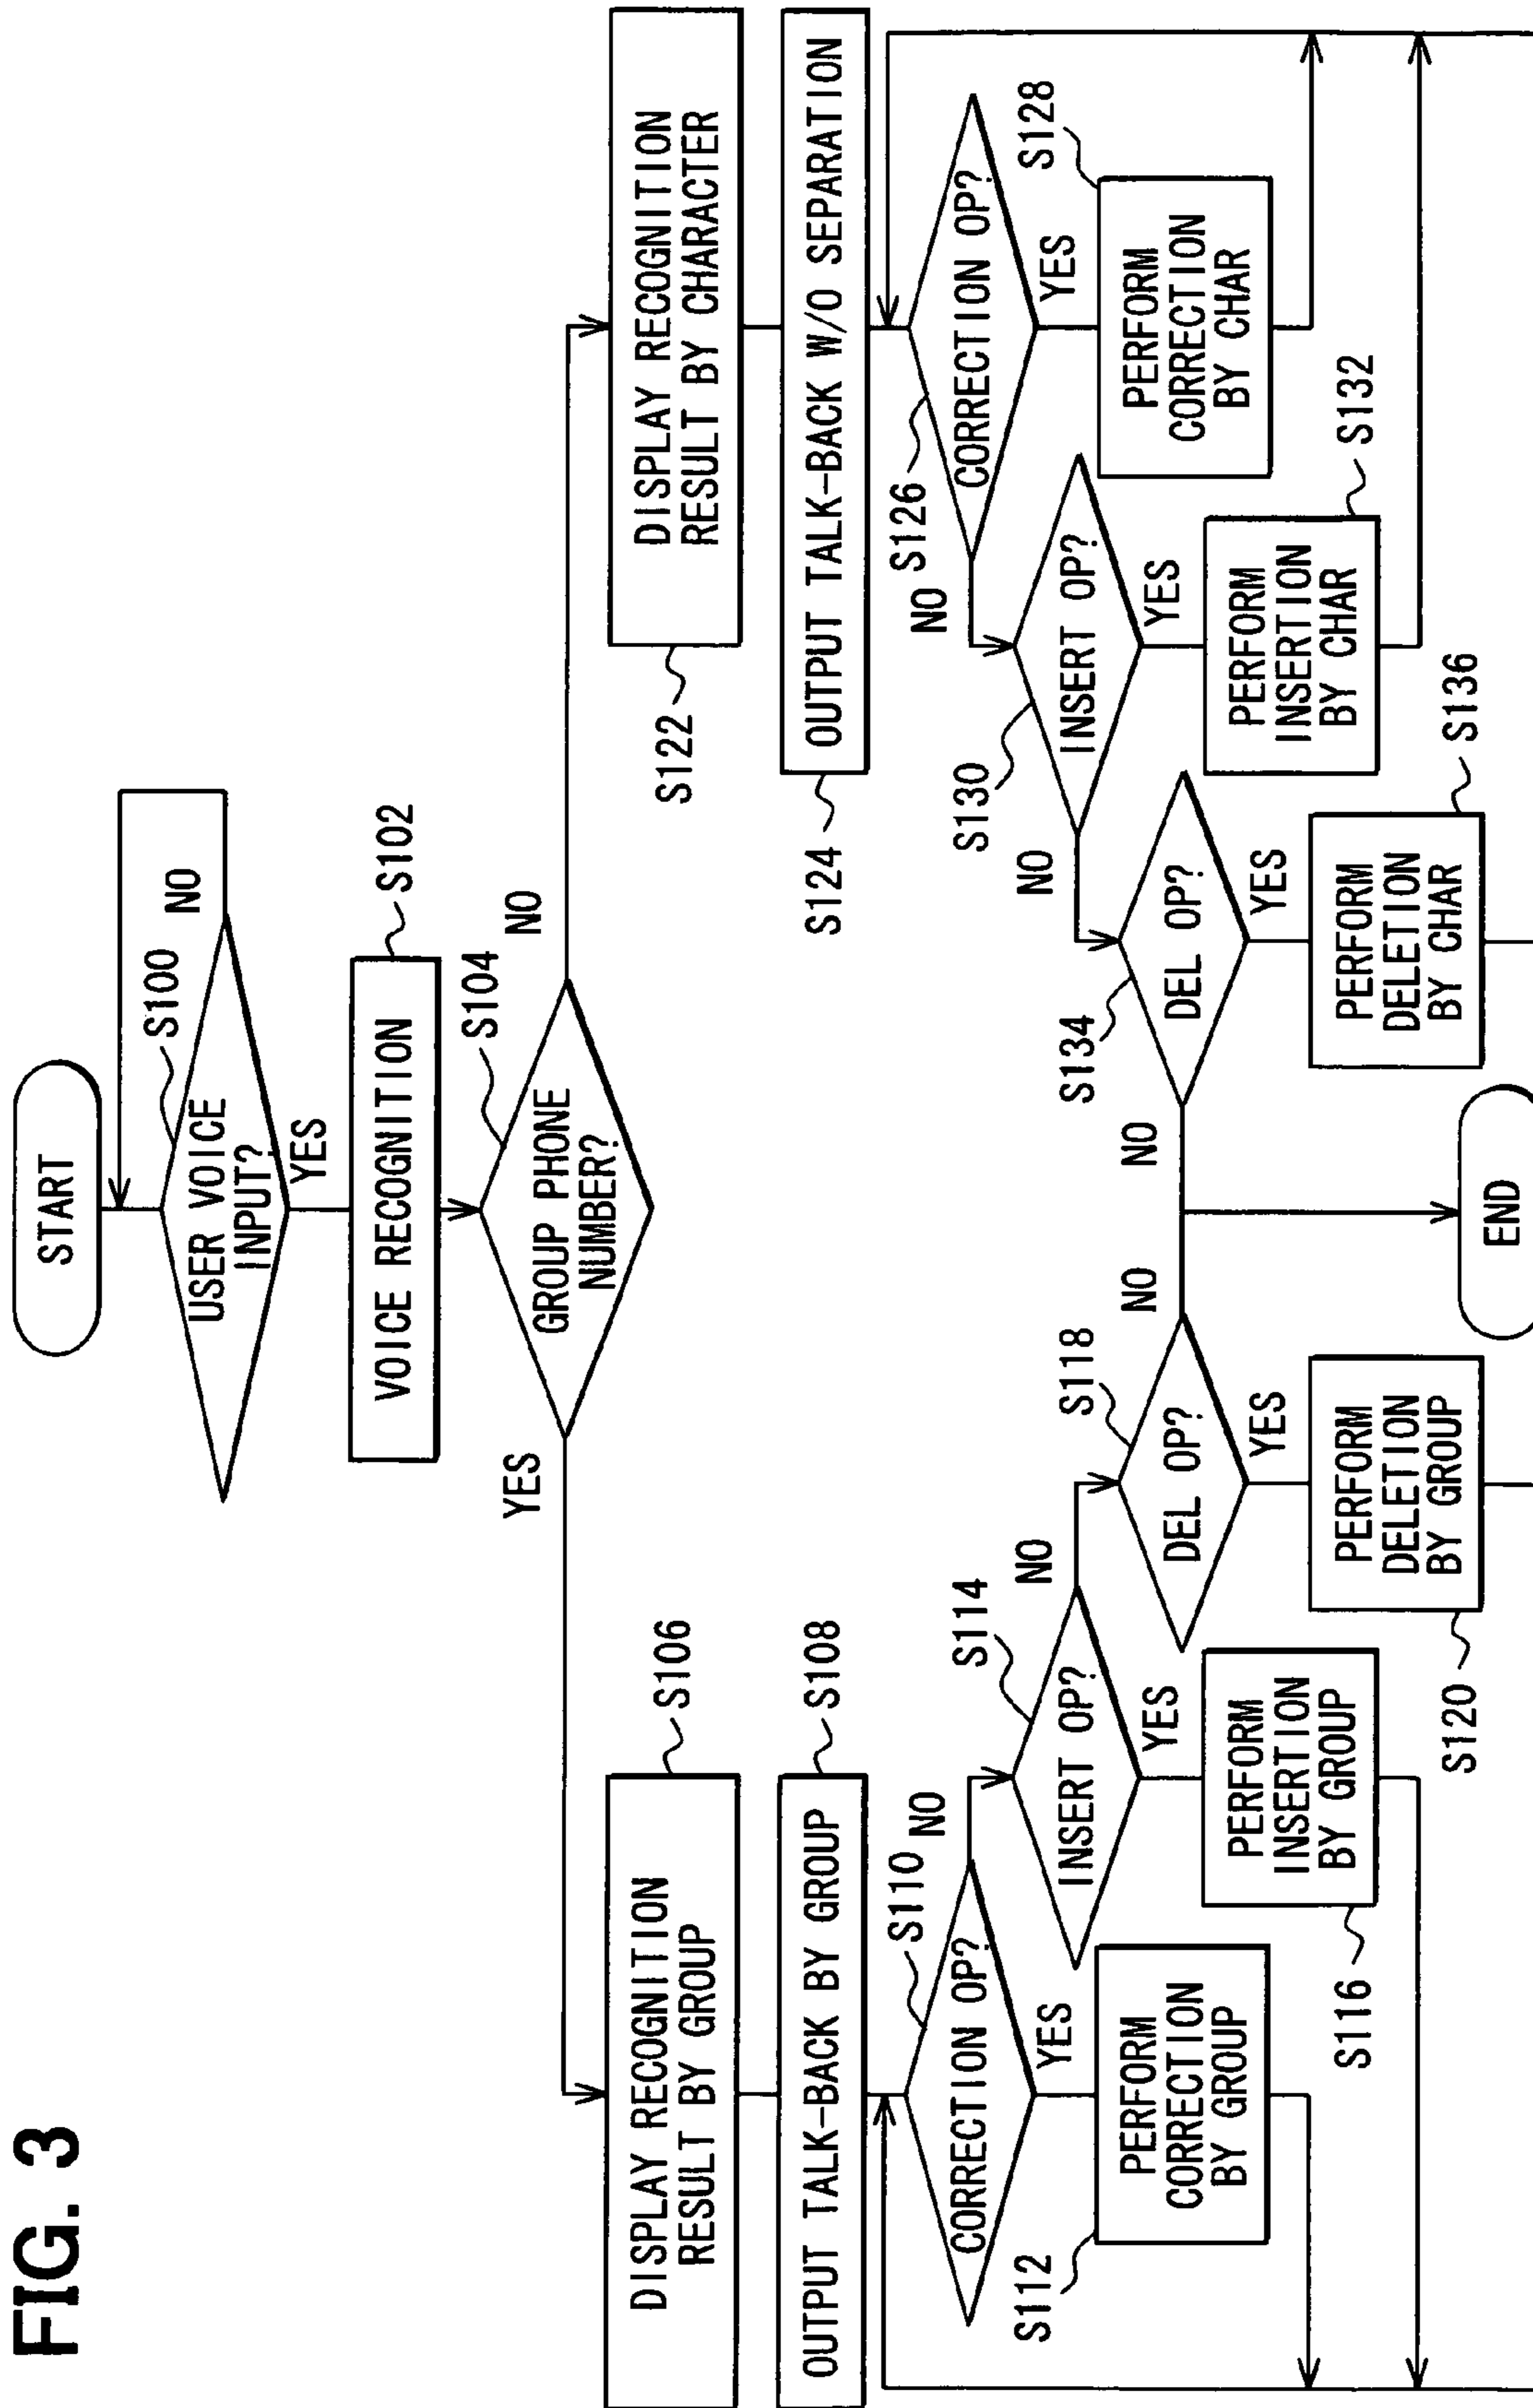 FIG. 3
START
S100
USER VOICE
INPUT?
NO
YES
S102
VOICE RECOGNITION
S104
GROUP PHONE
NUMBER?
YES
NO
S106
DISPLAY RECOGNITION
RESULT BY GROUP
S108
OUTPUT TALK-BACK BY GROUP
S110
CORRECTION OP?
NO
YES
S112
PERFORM
CORRECTION
BY GROUP
S114
INSERT OP?
NO
YES
S116
PERFORM
INSERTION
BY GROUP
S118
DEL OP?
NO
YES
S120
PERFORM
DELETION
BY GROUP
S122
DISPLAY RECOGNITION
RESULT BY CHARACTER
S124
OUTPUT TALK-BACK W/O SEPARATION
S126
CORRECTION OP?
NO
YES
S128
PERFORM
CORRECTION
BY CHAR
S130
INSERT OP?
NO
YES
S132
PERFORM
INSERTION
BY CHAR
S134
DEL OP?
NO
YES
S136
PERFORM
DELETION
BY CHAR
END